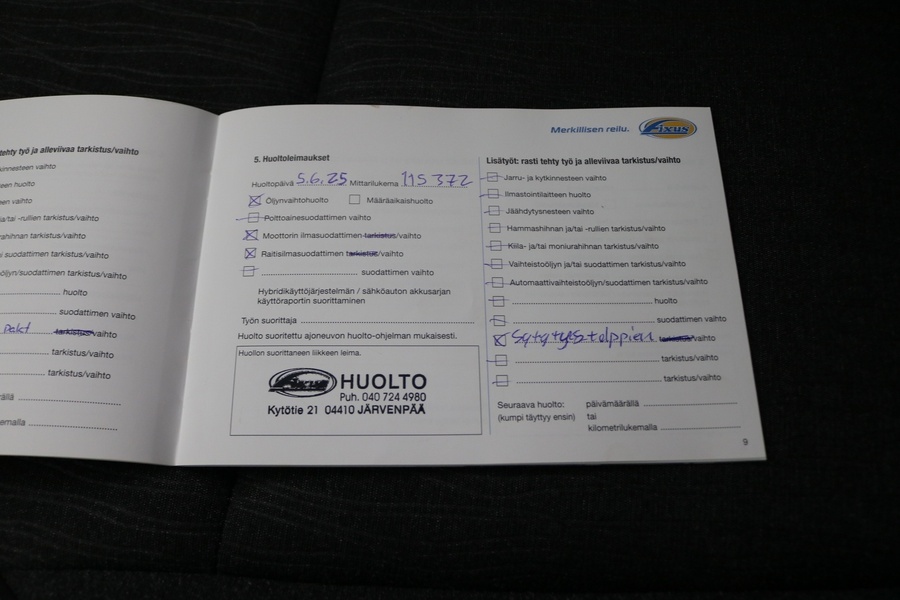 tehty työ ja alleviivaa tarkistus/vaihto
kinnesteen vaihto
een huolto
en vaihto
ja/tai -rullien tarkistus/vaihto
rahihnan tarkistus/vaihto
i suodattimen tarkistus/vaihto
öljyn/suodattimen tarkistus/vaihto
huolto
suodattimen vaihto
tarkistus/vaihto
tarkistus/vaihto
tarkistus/vaihto
ärällä
emalla
Merkillisen reilu. Fixus
5. Huoltoleimaukset
Huoltopäivä 5.6.25 Mittarilukema 115 372
Öljynvaihtohuolto Määräaikaishuolto
Polttoainesuodattimen vaihto
Moottorin ilmasuodattimen tarkistus/vaihto
Raitisilmasuodattimen tarkistus/vaihto
suodattimen vaihto
Hybridikäyttöjärjestelmän / sähköauton akkusarjan
käyttöraportin suorittaminen
Työn suorittaja
Huolto suoritettu ajoneuvon huolto-ohjelman mukaisesti.
Huollon suorittaneen liikkeen leima.
Fixus HUOLTO
Puh. 040 724 4980
Kytötie 21 04410 JÄRVENPÄÄ
Lisätyöt: rasti tehty työ ja alleviivaa tarkistus/vaihto
Jarru- ja kytkinnesteen vaihto
Ilmastointilaitteen huolto
Jäähdytysnesteen vaihto
Hammashihnan ja/tai -rullien tarkistus/vaihto
Kiila- ja/tai moniurahihnan tarkistus/vaihto
Vaihteistoöljyn ja/tai suodattimen tarkistus/vaihto
Automaattivaihteistoöljyn/suodattimen tarkistus/vaihto
huolto
suodattimen vaihto
Sytytystulppien tarkistus/vaihto
tarkistus/vaihto
tarkistus/vaihto
Seuraava huolto: päivämäärällä
(kumpi täyttyy ensin) tai
kilometrilukemalla
9